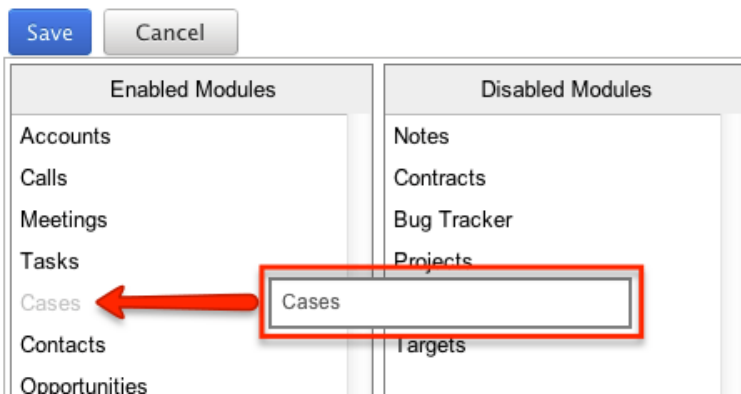 Save Cancel
Enabled Modules Disabled Modules
Accounts Notes
Calls Contracts
Meetings Bug Tracker
Tasks Projects
Cases Cases
Contacts Targets
Opportunities